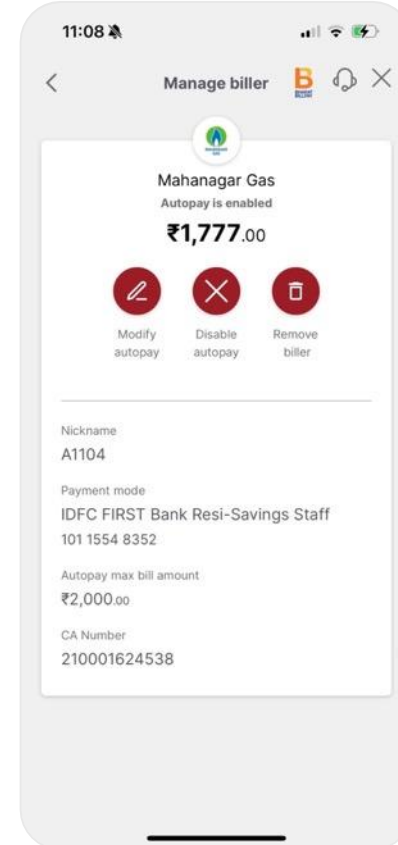 11:08
Manage biller
B
MAHANAGAR
GAS
Mahanagar Gas
Autopay is enabled
₹1,777.00
Modify autopay
Disable autopay
Remove biller
Nickname
A1104
Payment mode
IDFC FIRST Bank Resi-Savings Staff
101 1554 8352
Autopay max bill amount
₹2,000.00
CA Number
210001624538